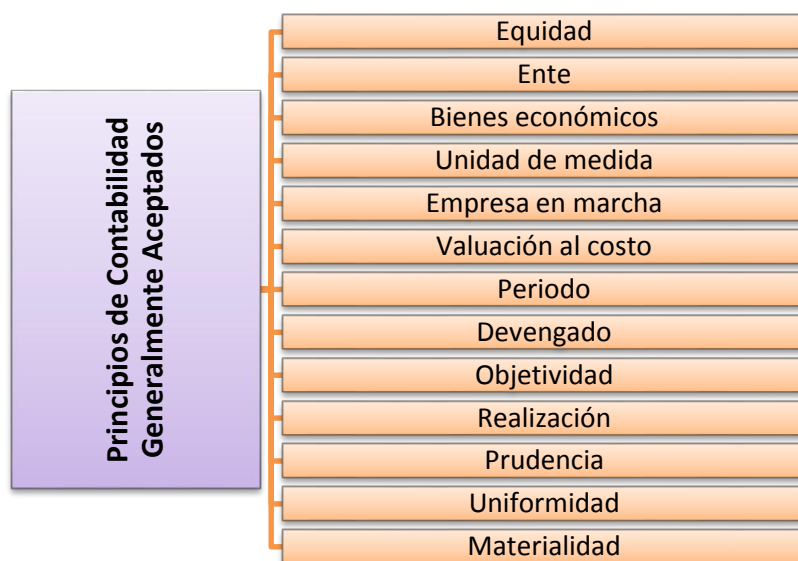 Principios de Contabilidad
Generalmente Aceptados
Equidad
Ente
Bienes económicos
Unidad de medida
Empresa en marcha
Valuación al costo
Periodo
Devengado
Objetividad
Realización
Prudencia
Uniformidad
Materialidad